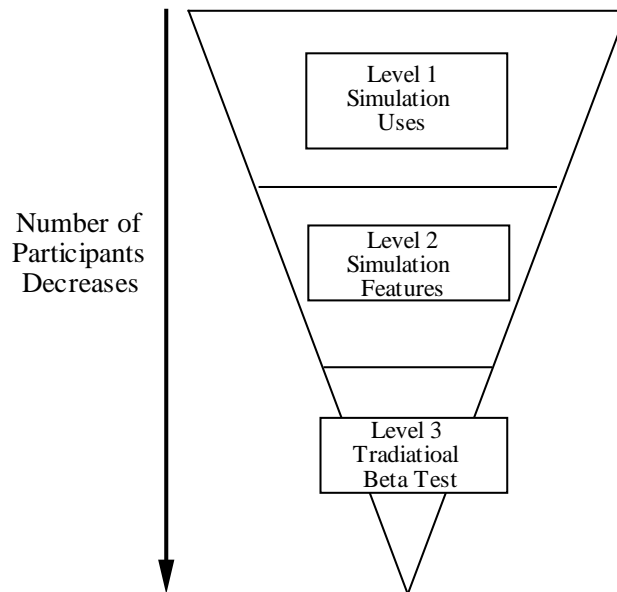 Level 1
Simulation
Uses
Number of
Participants
Decreases
Level 2
Simulation
Features
Level 3
Tradiatioal
Beta Test